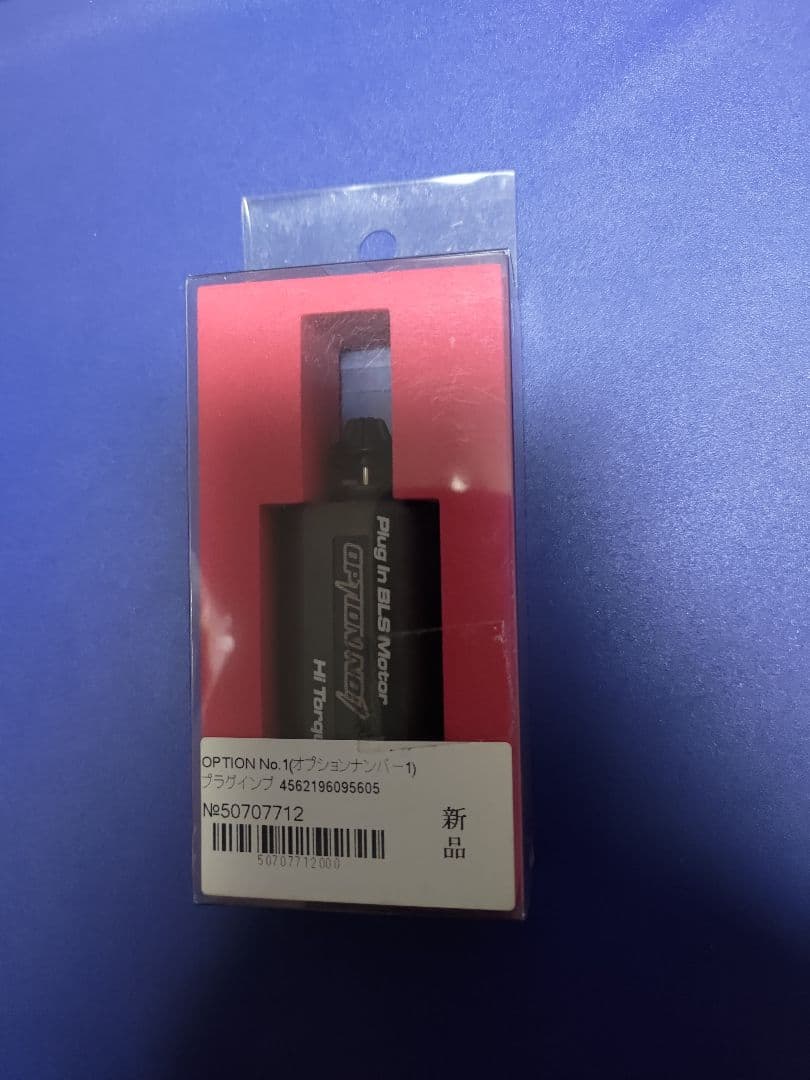 Plug In BLS Motor
OPTION NO.1
Hi Torqu
OPTION No.1(オプションナンバー1)
プラグインブ 4562196095605
№50707712
50707712000
新品